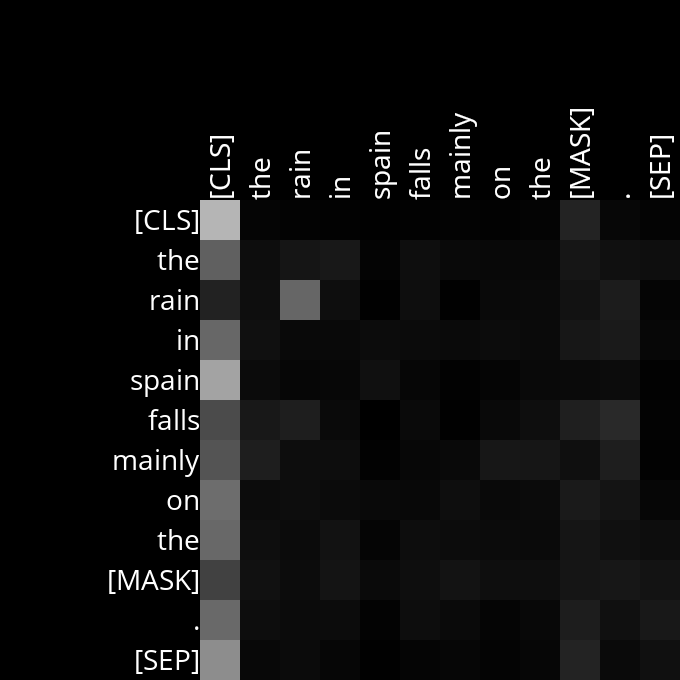 [CLS] the rain in spain falls mainly on the [MASK] . [SEP]
[CLS]
the
rain
in
spain
falls
mainly
on
the
[MASK]
.
[SEP]